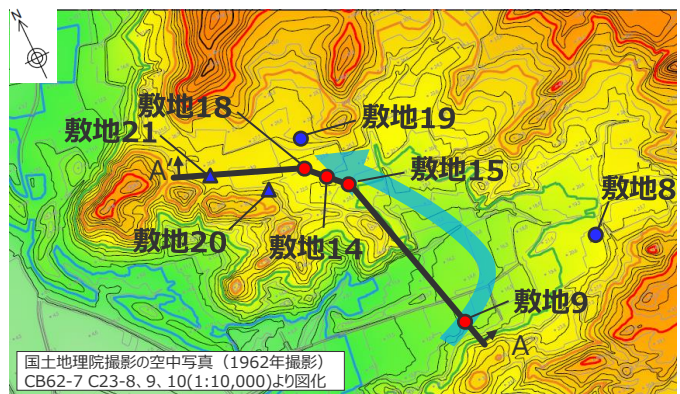 N
敷地18
敷地19
敷地21
A'
敷地15
敷地8
敷地20
敷地14
敷地9
A
国土地理院撮影の空中写真（1962年撮影）
CB62-7 C23-8、9、10(1:10,000)より図化